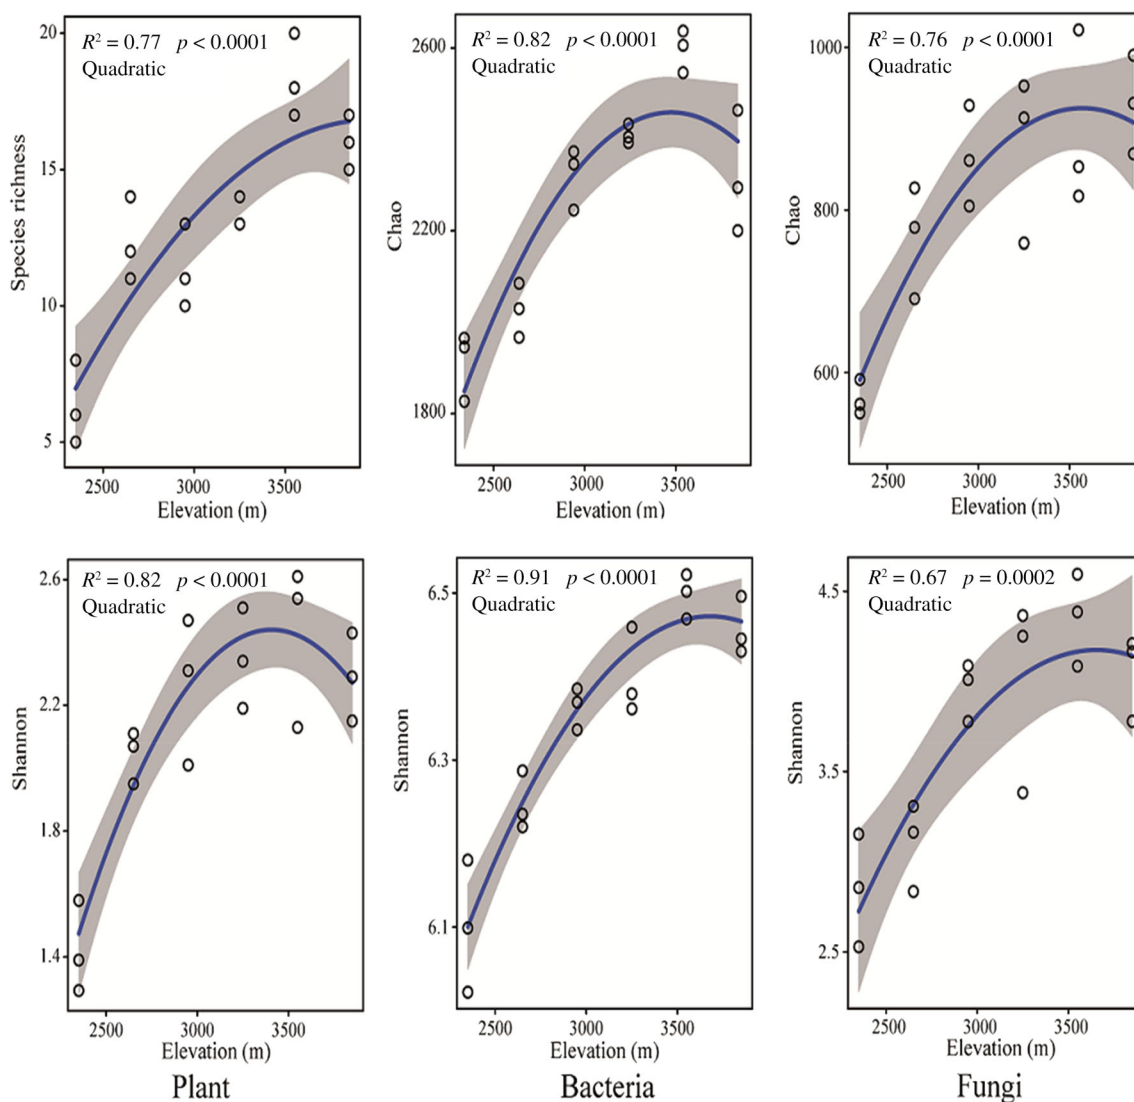 R² = 0.77 p < 0.0001
Quadratic
20
15
10
5
Species richness
2500 3000 3500
Elevation (m)
R² = 0.82 p < 0.0001
Quadratic
2600
2200
1800
Chao
2500 3000 3500
Elevation (m)
R² = 0.76 p < 0.0001
Quadratic
1000
800
600
Chao
2500 3000 3500
Elevation (m)
R² = 0.82 p < 0.0001
Quadratic
2.6
2.2
1.8
1.4
Shannon
2500 3000 3500
Elevation (m)
Plant
R² = 0.91 p < 0.0001
Quadratic
6.5
6.3
6.1
Shannon
2500 3000 3500
Elevation (m)
Bacteria
R² = 0.67 p = 0.0002
Quadratic
4.5
3.5
2.5
Shannon
2500 3000 3500
Elevation (m)
Fungi